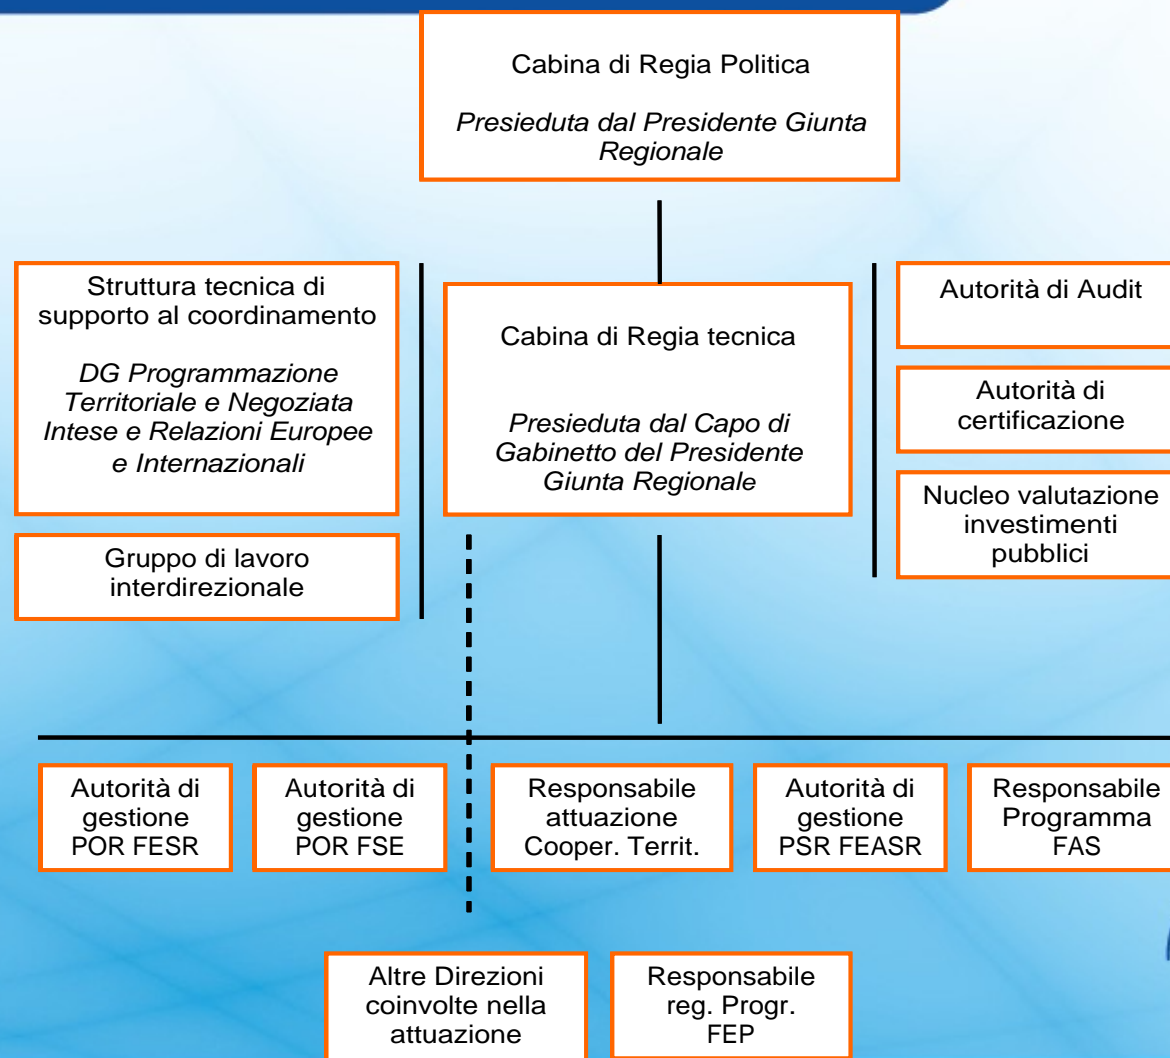 Cabina di Regia Politica
Presieduta dal Presidente Giunta
Regionale
Struttura tecnica di
supporto al coordinamento
DG Programmazione
Territoriale e Negoziata
Intese e Relazioni Europee
e Internazionali
Gruppo di lavoro
interdirezionale
Cabina di Regia tecnica
Presieduta dal Capo di
Gabinetto del Presidente
Giunta Regionale
Autorità di Audit
Autorità di
certificazione
Nucleo valutazione
investimenti
pubblici
Autorità di
gestione
POR FESR
Autorità di
gestione
POR FSE
Responsabile
attuazione
Cooper. Territ.
Autorità di
gestione
PSR FEASR
Responsabile
Programma
FAS
Altre Direzioni
coinvolte nella
attuazione
Responsabile
reg. Progr.
FEP